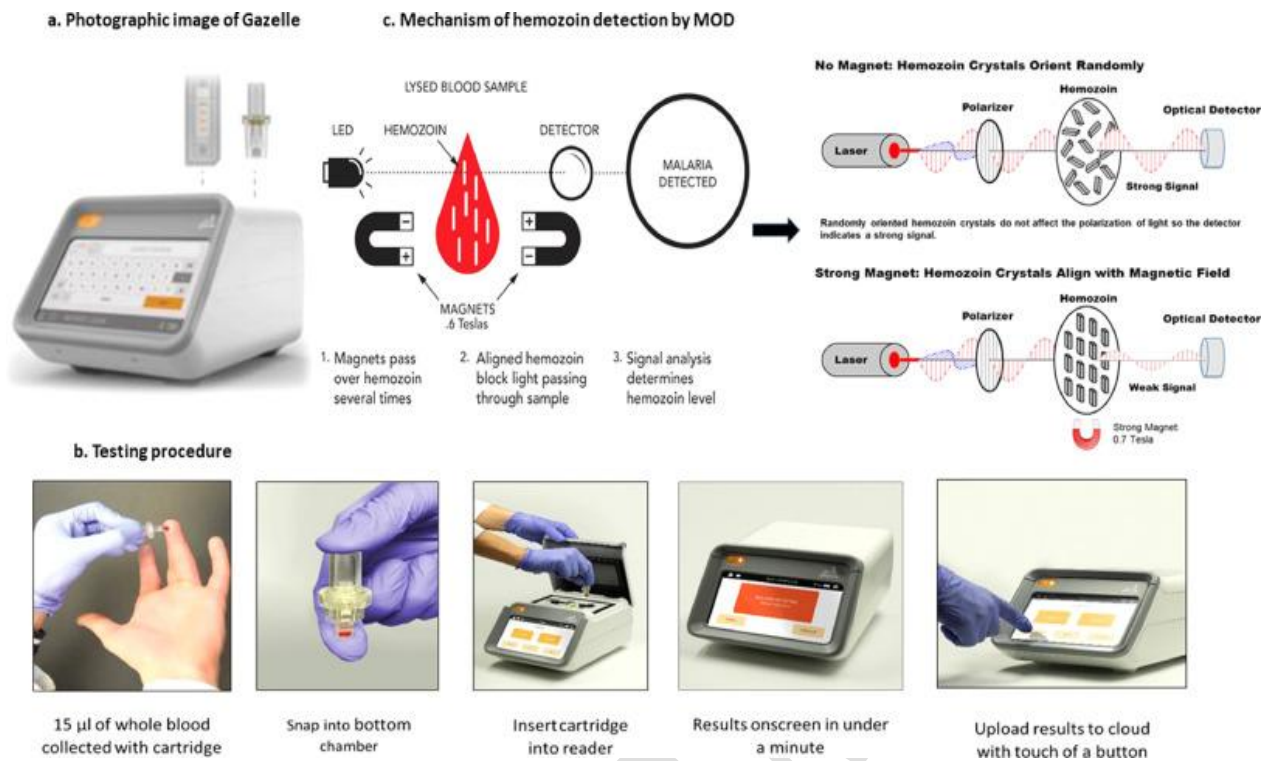 a. Photographic image of Gazelle
c. Mechanism of hemozoin detection by MOD
LYSED BLOOD SAMPLE
LED
HEMOZOIN
DETECTOR
MALARIA
DETECTED
−
+
+
−
MAGNETS
.6 Teslas
1. Magnets pass
over hemozoin
several times
2. Aligned hemozoin
block light passing
through sample
3. Signal analysis
determines
hemozoin level
No Magnet: Hemozoin Crystals Orient Randomly
Hemozoin
Polarizer
Optical Detector
Laser
Strong Signal
Randomly oriented hemozoin crystals do not affect the polarization of light so the detector
indicates a strong signal.
Strong Magnet: Hemozoin Crystals Align with Magnetic Field
Hemozoin
Polarizer
Optical Detector
Laser
Weak Signal
Strong Magnet
0.7 Tesla
b. Testing procedure
15 µl of whole blood
collected with cartridge
Snap into bottom
chamber
Insert cartridge
into reader
Results onscreen in under
a minute
Upload results to cloud
with touch of a button